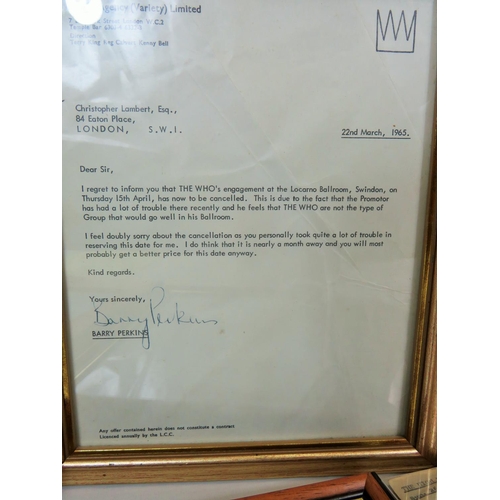 (Variety) Limited
Street, London W.C.2
Kenny Ball
Christopher Lambert, Esq.,
84 Eaton Place,
LONDON, S.W.1.
22nd March, 1965.
Dear Sir,
I regret to inform you that THE WHO's engagement at the Locarno Ballroom, Swindon, on
Thursday 15th April, has now to be cancelled. This is due to the fact that the Promotor
has had a lot of trouble there recently and he feels that THE WHO are not the type of
Group that would go well in his Ballroom.
I feel doubly sorry about the cancellation as you personally took quite a lot of trouble in
reserving this date for me. I do think that it is nearly a month away and you will most
probably get a better price for this date anyway.
Kind regards.
Yours sincerely,
Barry Perkins
BARRY PERKINS
Any offer contained herein does not constitute a contract
Licensed annually by the L.C.C.